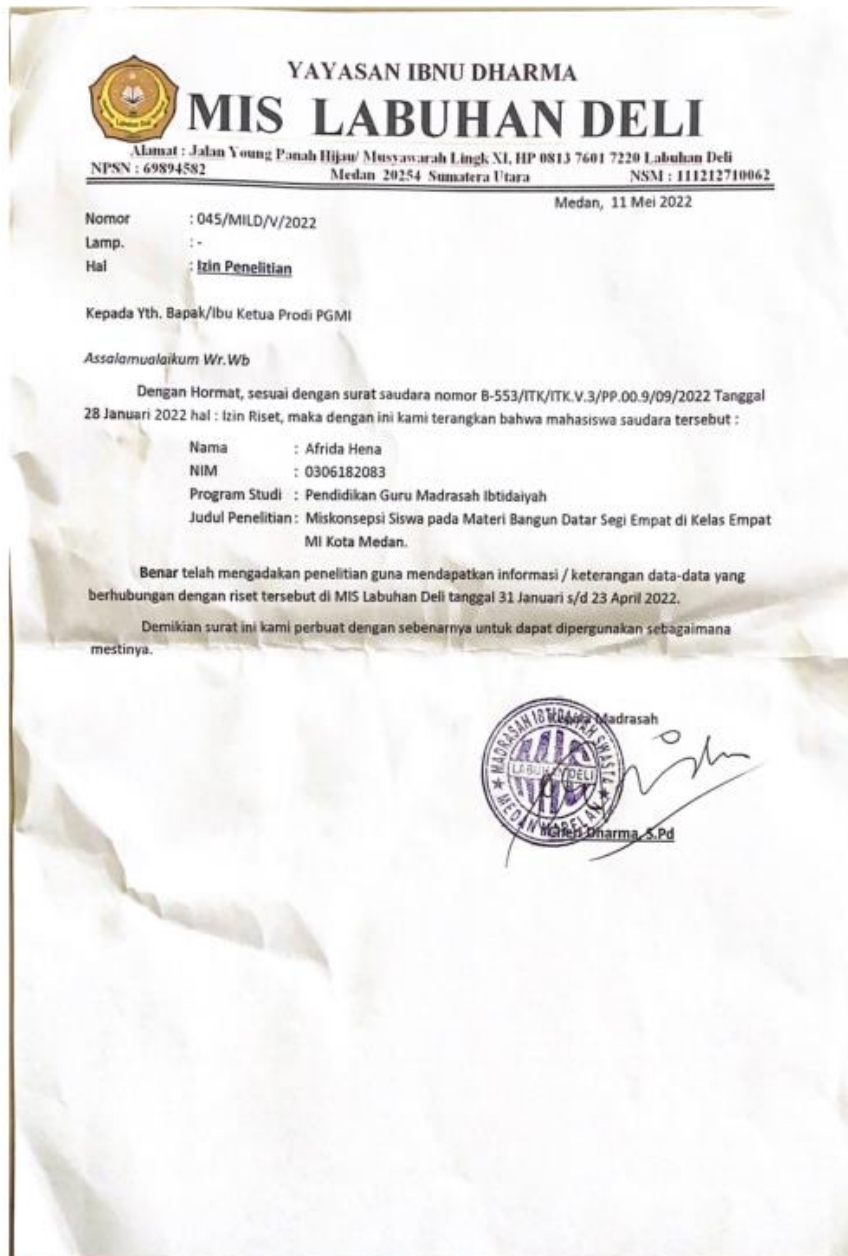 YAYASAN IBNU DHARMA
MIS LABUHAN DELI
Alamat : Jalan Young Panah Hijau/ Musyawarah Lingk XI, HP 0813 7601 7220 Labuhan Deli
NPSN : 69894582 Medan 20254 Sumatera Utara NSM : 111212710062
Medan, 11 Mei 2022
Nomor : 045/MILD/V/2022
Lamp. : -
Hal : Izin Penelitian
Kepada Yth. Bapak/Ibu Ketua Prodi PGMI
Assalamualaikum Wr.Wb
Dengan Hormat, sesuai dengan surat saudara nomor B-553/ITK/ITK.V.3/PP.00.9/09/2022 Tanggal
28 Januari 2022 hal : Izin Riset, maka dengan ini kami terangkan bahwa mahasiswa saudara tersebut :
Nama : Afrida Hena
NIM : 0306182083
Program Studi : Pendidikan Guru Madrasah Ibtidaiyah
Judul Penelitian : Miskonsepsi Siswa pada Materi Bangun Datar Segi Empat di Kelas Empat
MI Kota Medan.
Benar telah mengadakan penelitian guna mendapatkan informasi / keterangan data-data yang
berhubungan dengan riset tersebut di MIS Labuhan Deli tanggal 31 Januari s/d 23 April 2022.
Demikian surat ini kami perbuat dengan sebenarnya untuk dapat dipergunakan sebagaimana
mestinya.
Kepala Madrasah
MADRASAH IBTIDAIYAH SWASTA
MIS
LABUHAN DELI
MEDAN MARELAN
Dharma, S.Pd